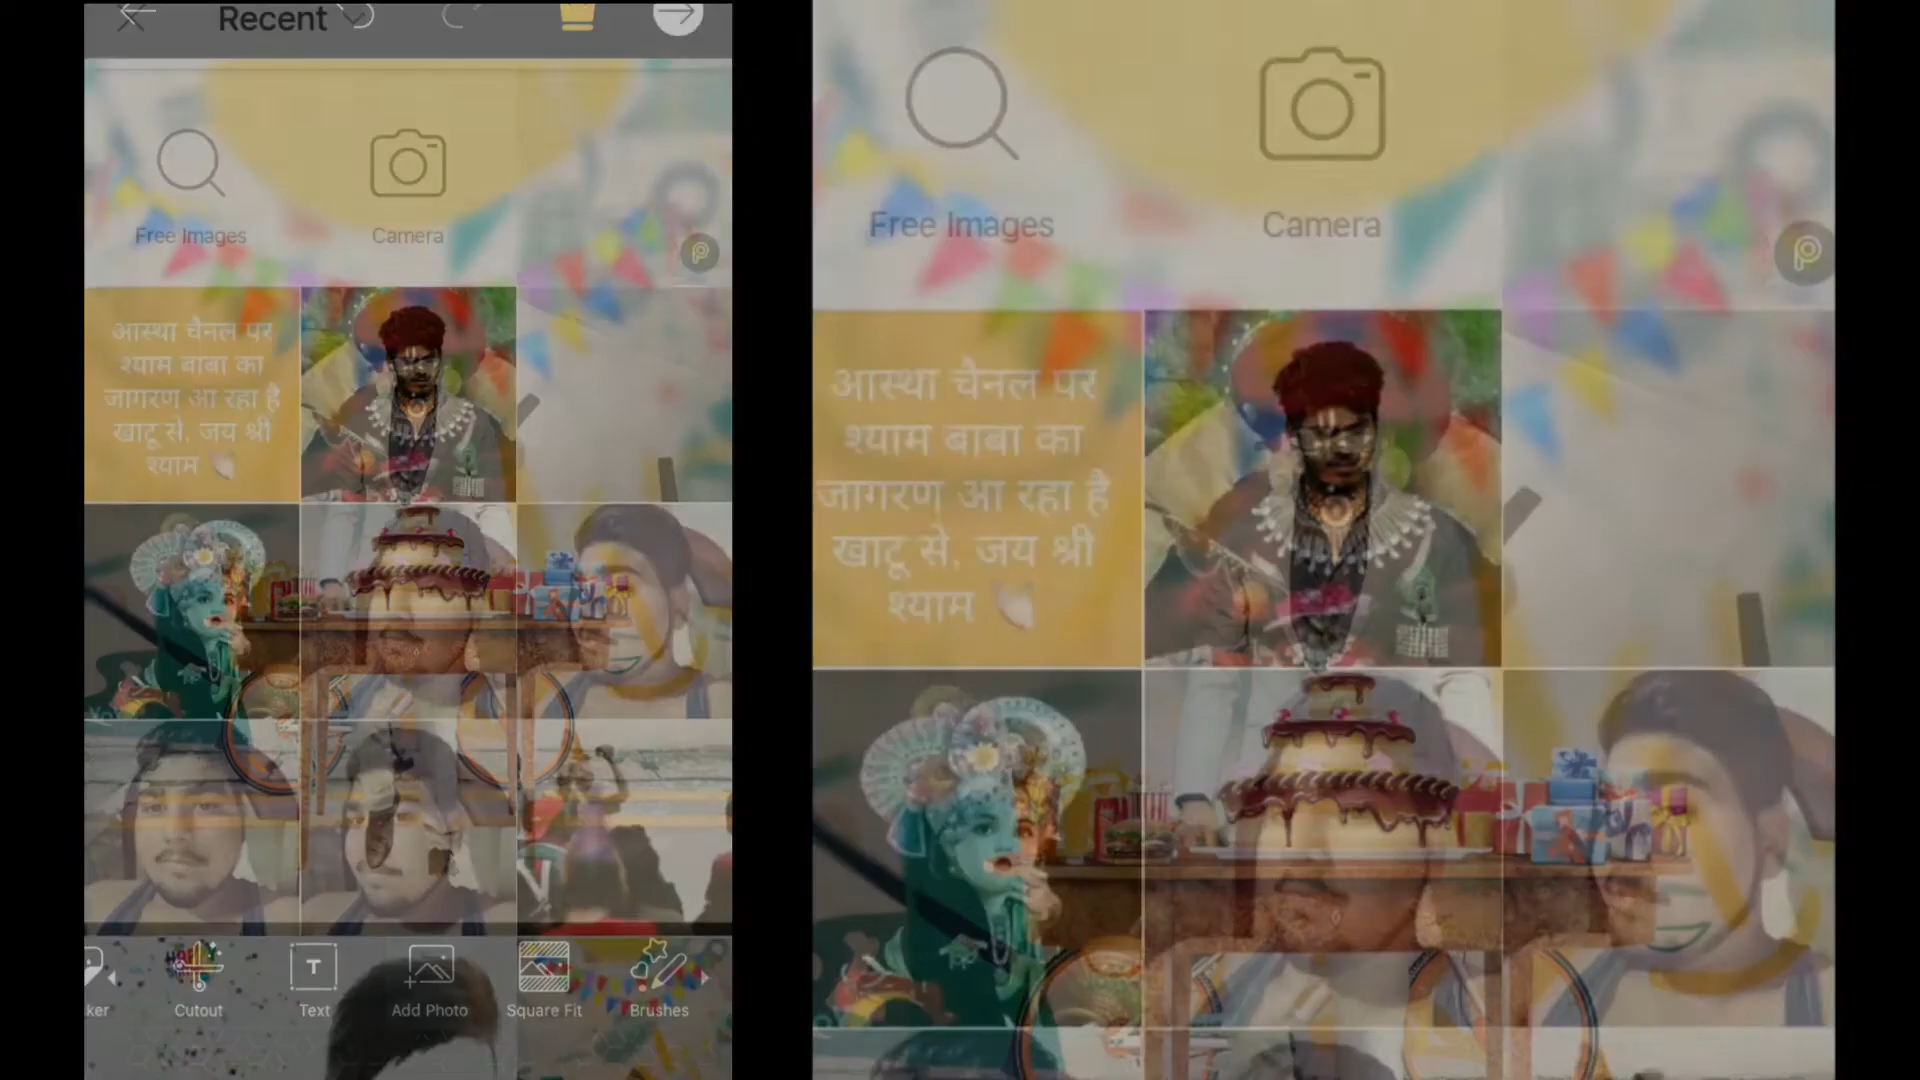 Recent
Free Images
Camera
आस्था चैनल पर
श्याम बाबा का
जागरण आ रहा है
खाटू से, जय श्री
श्याम
ker
Cutout
T
Text
Add Photo
Square Fit
Brushes
Free Images
Camera
आस्था चैनल पर
श्याम बाबा का
जागरण आ रहा है
खाटू से, जय श्री
श्याम